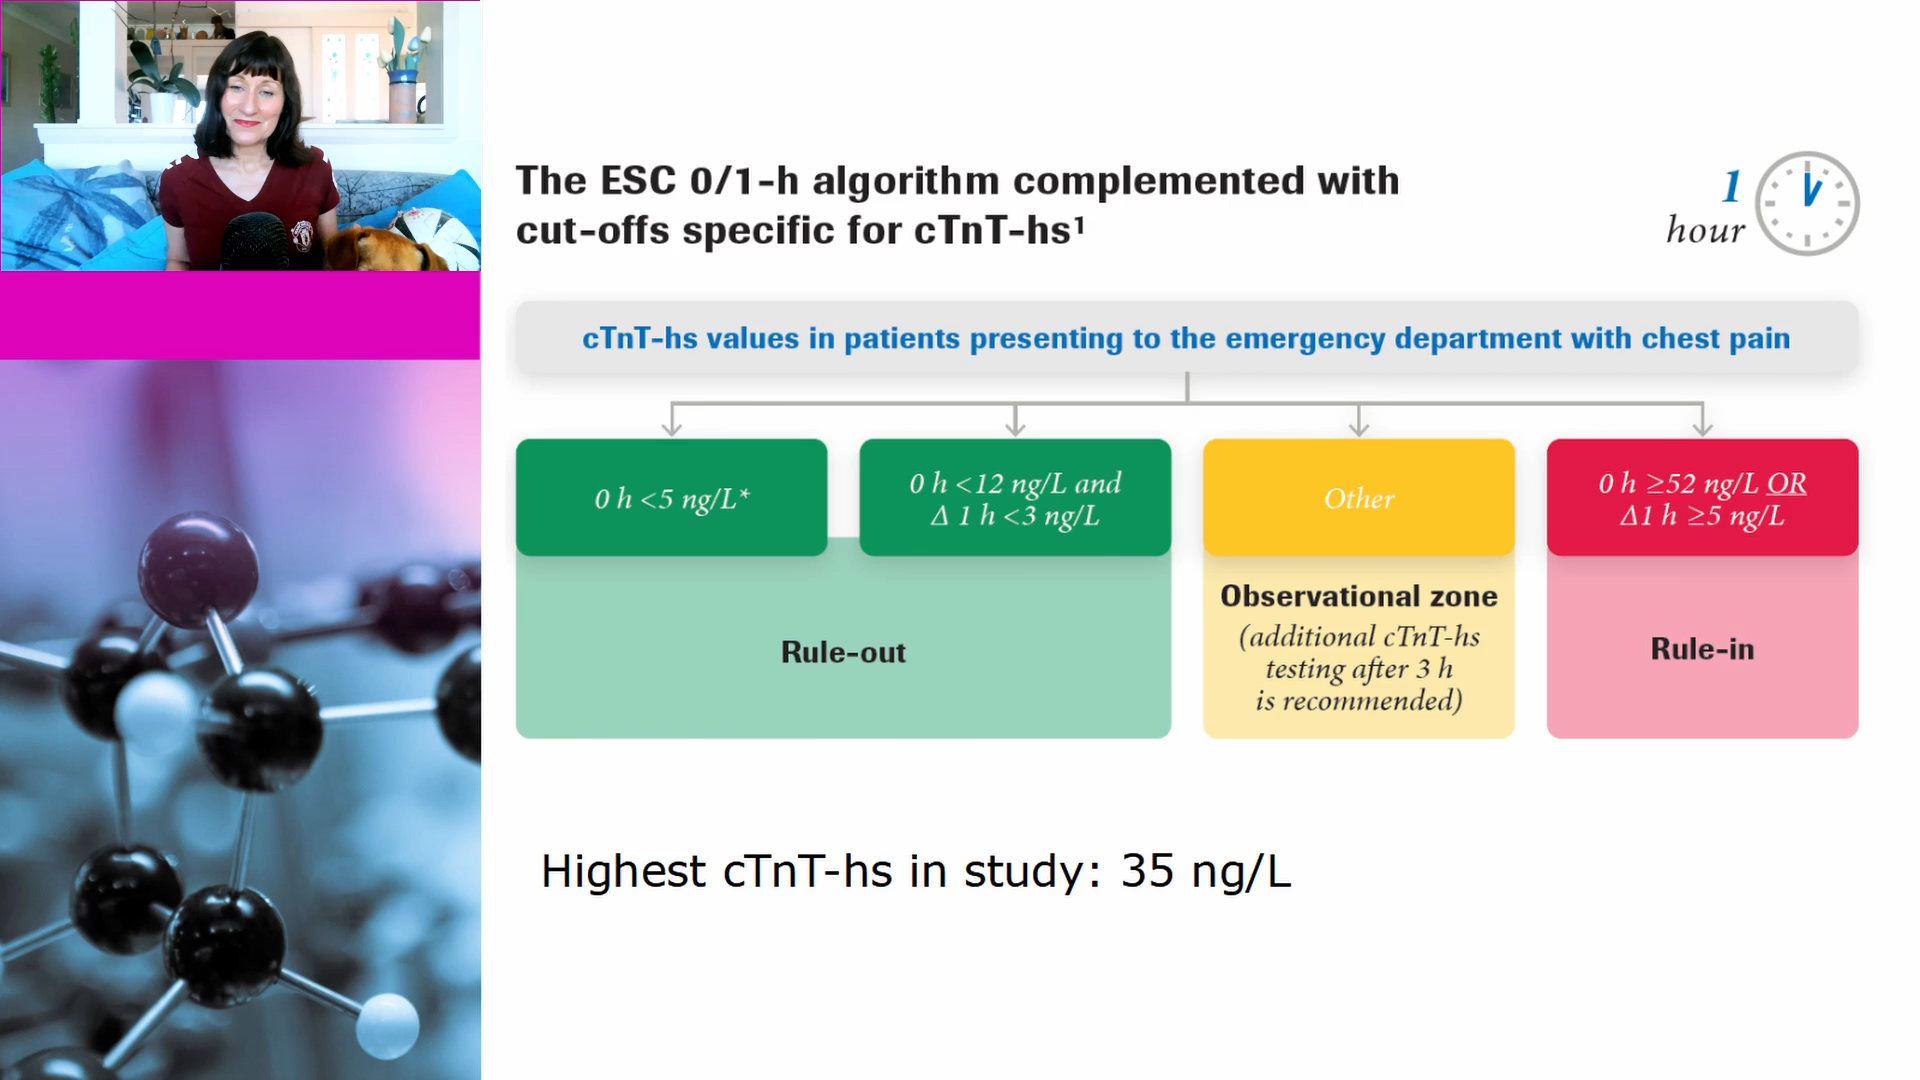 The ESC 0/1-h algorithm complemented with
cut-offs specific for cTnT-hs¹
1
hour
cTnT-hs values in patients presenting to the emergency department with chest pain
0 h <5 ng/L*
0 h <12 ng/L and
Δ 1 h <3 ng/L
Other
0 h ≥52 ng/L OR
Δ1 h ≥5 ng/L
Rule-out
Observational zone
(additional cTnT-hs
testing after 3 h
is recommended)
Rule-in
Highest cTnT-hs in study: 35 ng/L